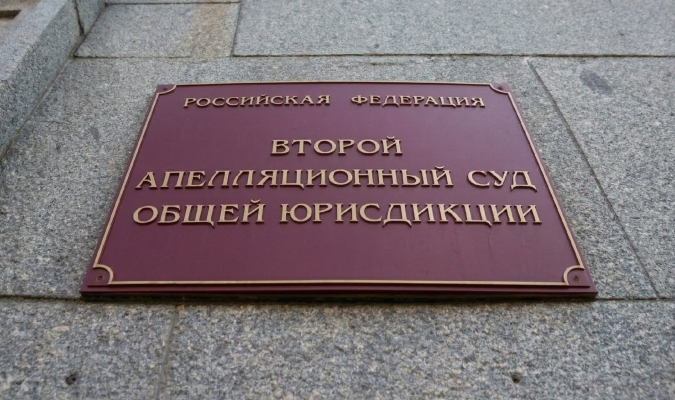 РОССИЙСКАЯ ФЕДЕРАЦИЯ
ВТОРОЙ
АПЕЛЛЯЦИОННЫЙ СУД
ОБЩЕЙ ЮРИСДИКЦИИ